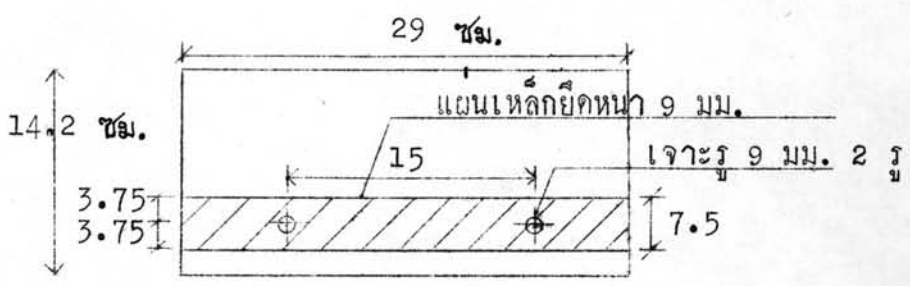 29 ซม.
แผนเหล็กยึดหนา 9 มม.
14.2 ซม.
15
เจาะรู 9 มม. 2 รู
3.75
3.75
7.5